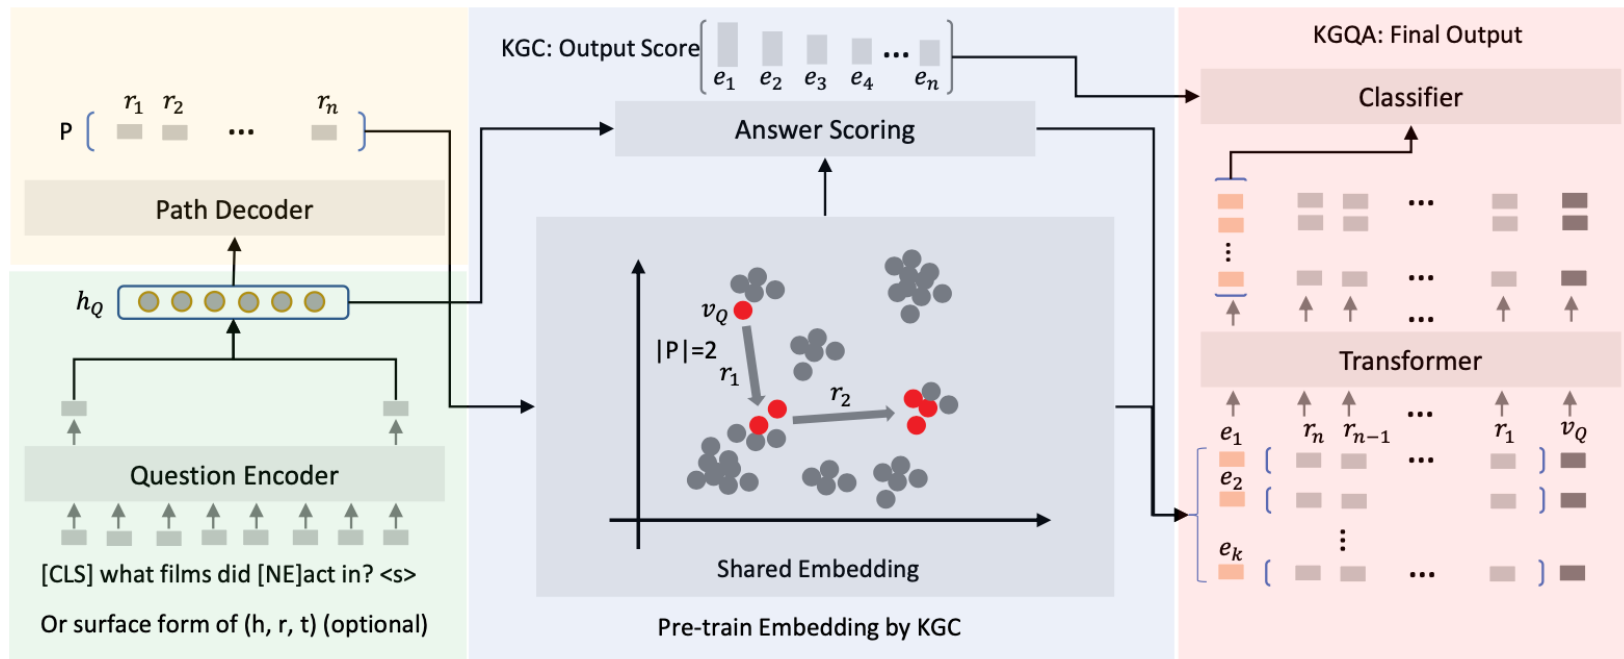 P
r1 r2 ... rn
Path Decoder
hQ
Question Encoder
[CLS] what films did [NE]act in? <s>
Or surface form of (h, r, t) (optional)
KGC: Output Score
e1 e2 e3 e4 ... en
Answer Scoring
vQ
|P|=2
r1
r2
Shared Embedding
Pre-train Embedding by KGC
KGQA: Final Output
Classifier
...
Transformer
...
e1 rn rn−1 ... r1 vQ
e2
ek